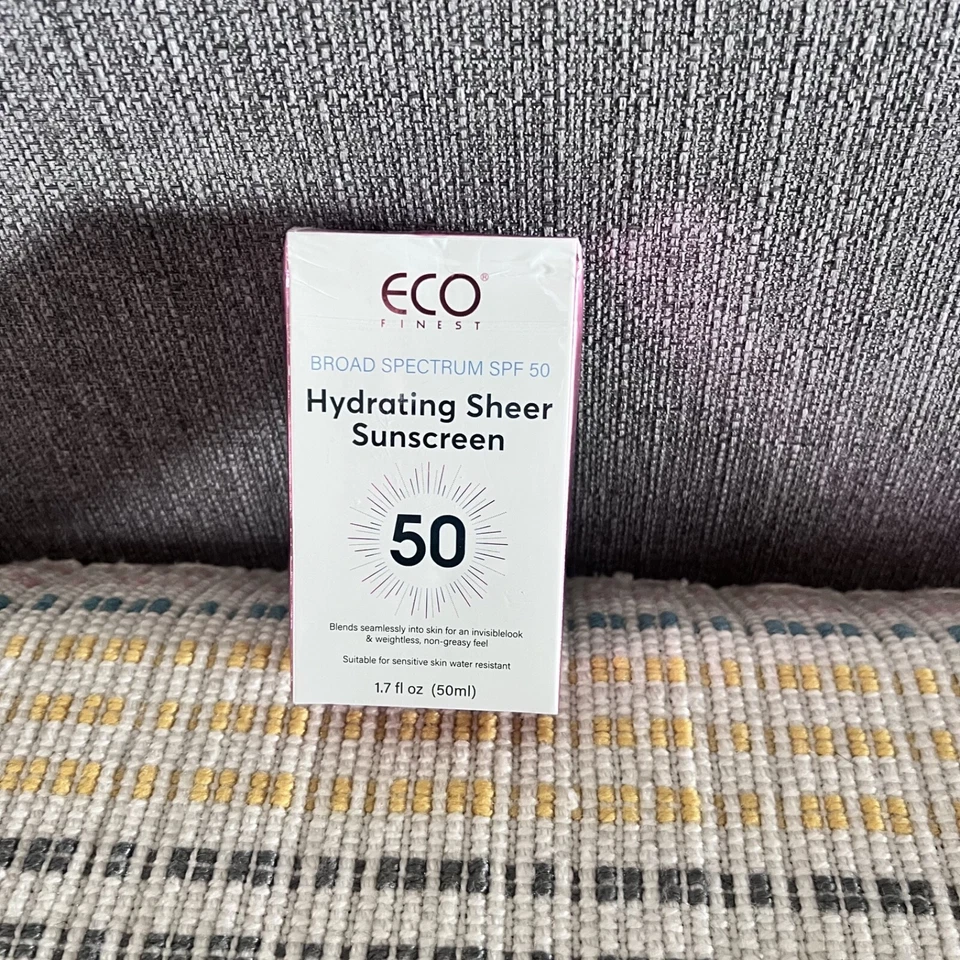 ECO®
FINEST
BROAD SPECTRUM SPF 50
Hydrating Sheer
Sunscreen
50
Blends seamlessly into skin for an invisiblelook
& weightless, non-greasy feel
Suitable for sensitive skin water resistant
1.7 fl oz (50ml)